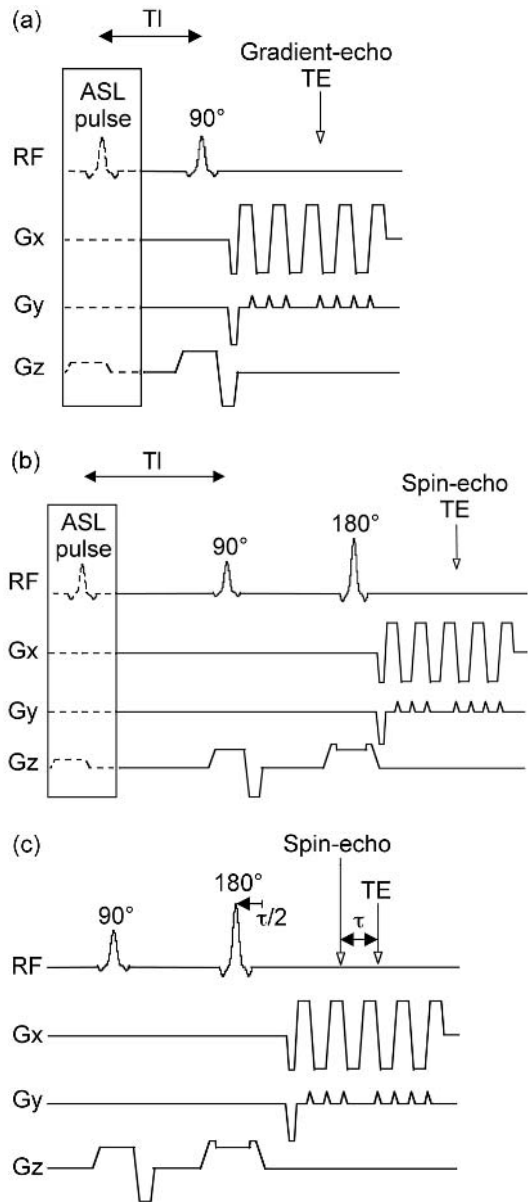 (a)
TI
ASL
pulse
Gradient-echo
TE
90°
RF
Gx
Gy
Gz
(b)
TI
ASL
pulse
Spin-echo
TE
90°
180°
RF
Gx
Gy
Gz
(c)
Spin-echo
TE
180°
90°
τ/2
τ
RF
Gx
Gy
Gz